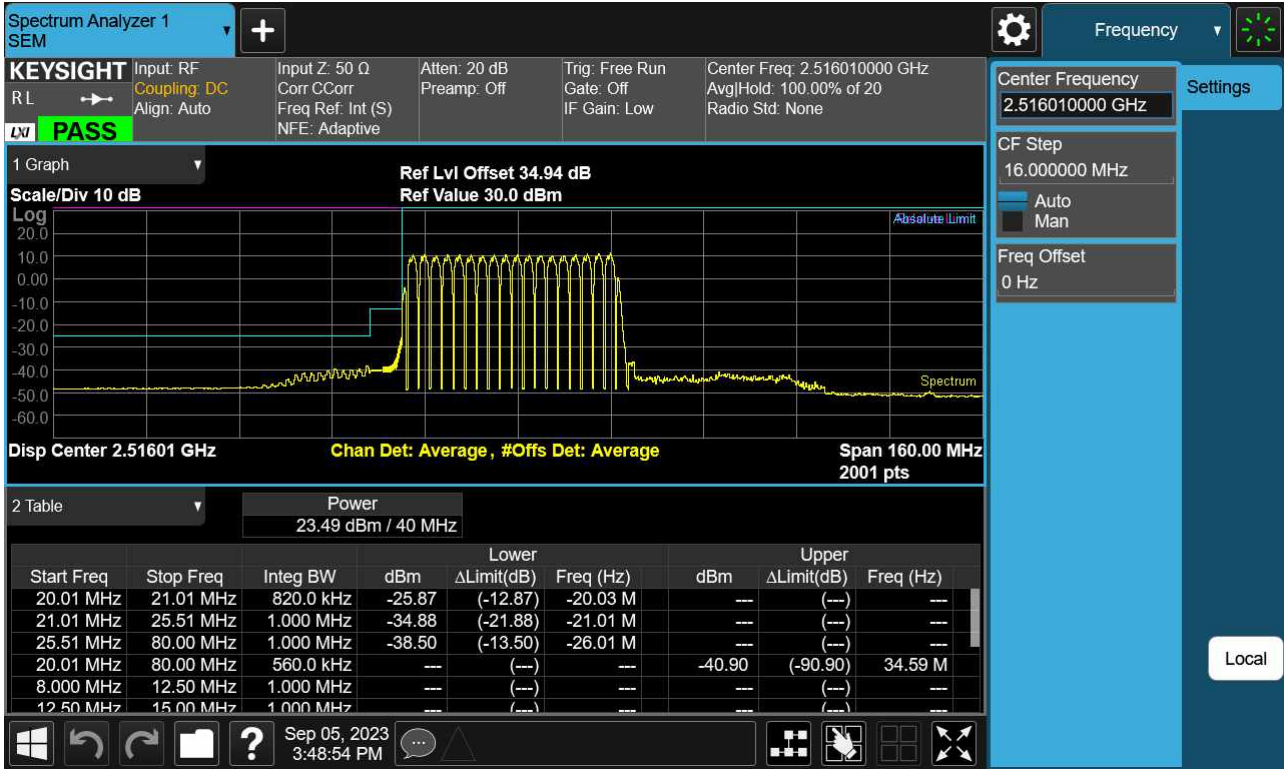 Spectrum Analyzer 1
SEM
Frequency
KEYSIGHT
R L
LXI
PASS
Input: RF
Coupling: DC
Align: Auto
Input Z: 50 Ω
Corr CCorr
Freq Ref: Int (S)
NFE: Adaptive
Atten: 20 dB
Preamp: Off
Trig: Free Run
Gate: Off
IF Gain: Low
Center Freq: 2.516010000 GHz
Avg|Hold: 100.00% of 20
Radio Std: None
Center Frequency
2.516010000 GHz
Settings
CF Step
16.000000 MHz
Auto
Man
Freq Offset
0 Hz
1 Graph
Ref Lvl Offset 34.94 dB
Scale/Div 10 dB
Ref Value 30.0 dBm
Log
Absolute Limit
20.0
10.0
0.00
-10.0
-20.0
-30.0
-40.0
-50.0
-60.0
Spectrum
Disp Center 2.51601 GHz
Chan Det: Average , #Offs Det: Average
Span 160.00 MHz
2001 pts
2 Table
Power
23.49 dBm / 40 MHz
Lower Upper
Start Freq Stop Freq Integ BW dBm ΔLimit(dB) Freq (Hz) dBm ΔLimit(dB) Freq (Hz)
20.01 MHz 21.01 MHz 820.0 kHz -25.87 (-12.87) -20.03 M --- (---) ---
21.01 MHz 25.51 MHz 1.000 MHz -34.88 (-21.88) -21.01 M --- (---) ---
25.51 MHz 80.00 MHz 1.000 MHz -38.50 (-13.50) -26.01 M --- (---) ---
20.01 MHz 80.00 MHz 560.0 kHz --- (---) --- -40.90 (-90.90) 34.59 M
8.000 MHz 12.50 MHz 1.000 MHz --- (---) --- --- (---) ---
12.50 MHz 15.00 MHz 1.000 MHz --- (---) --- --- (---) ---
Local
Sep 05, 2023
3:48:54 PM